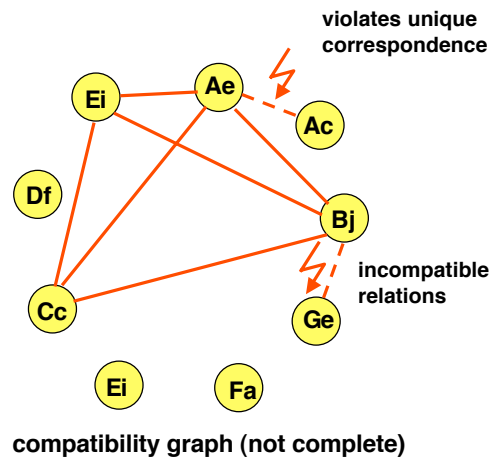 violates unique
correspondence
Ei
Ae
Ac
Df
Bj
incompatible
relations
Cc
Ge
Ei
Fa
compatibility graph (not complete)